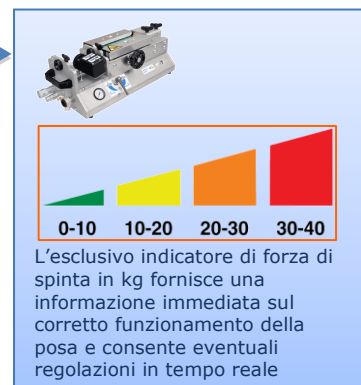 0-10 10-20 20-30 30-40
L'esclusivo indicatore di forza di
spinta in kg fornisce una
informazione immediata sul
corretto funzionamento della
posa e consente eventuali
regolazioni in tempo reale